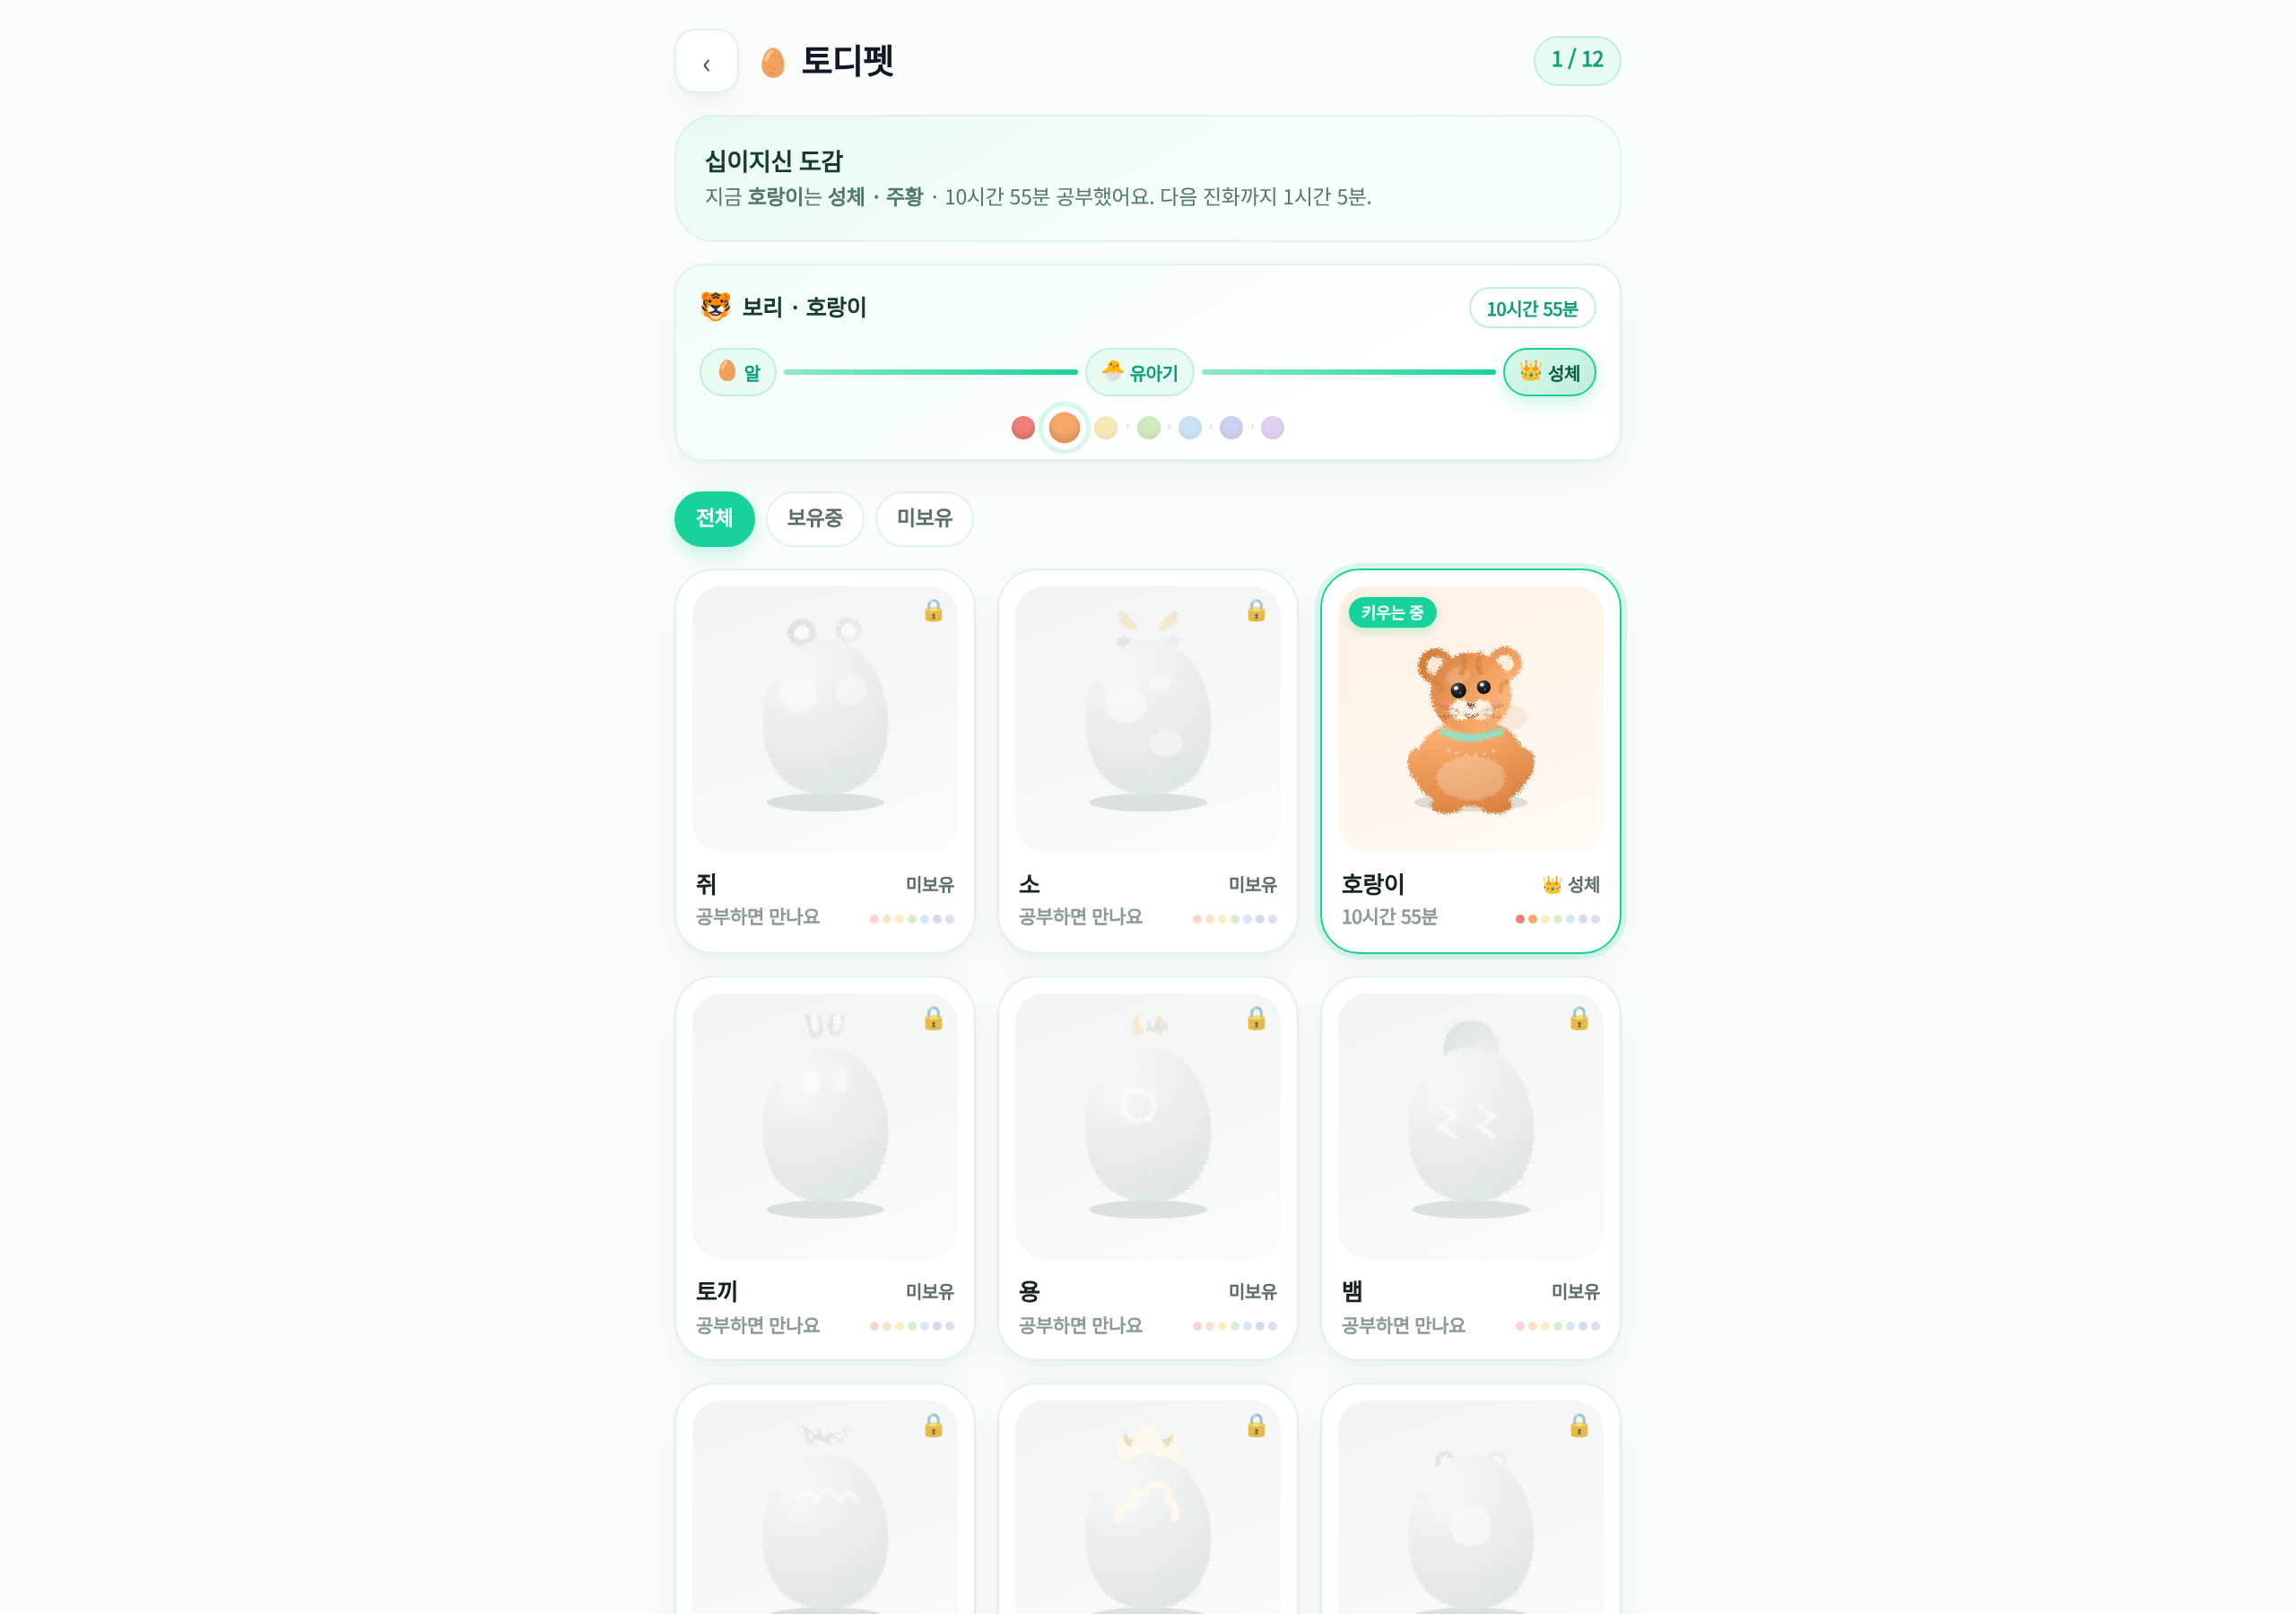 ‹ 토디펫 1 / 12
십이지신 도감
지금 호랑이는 성체 · 주황 · 10시간 55분 공부했어요. 다음 진화까지 1시간 5분.
보리 · 호랑이 10시간 55분
알 유아기 성체
› › › ›
전체 보유중 미보유
키우는 중
쥐 미보유 소 미보유 호랑이 성체
공부하면 만나요 공부하면 만나요 10시간 55분
토끼 미보유 용 미보유 뱀 미보유
공부하면 만나요 공부하면 만나요 공부하면 만나요